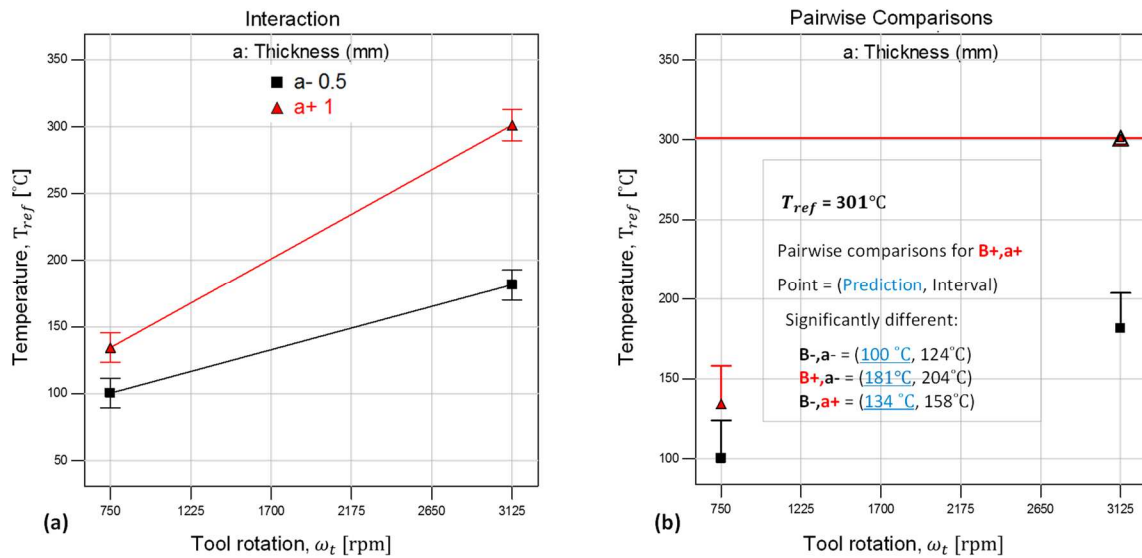 Interaction
a: Thickness (mm)
a- 0.5
a+ 1
350
300
250
200
150
100
50
Temperature, T_ref [°C]
750
1225
1700
2175
2650
3125
(a)
Tool rotation, ω_t [rpm]
Pairwise Comparisons
a: Thickness (mm)
350
300
250
200
150
100
Temperature, T_ref [°C]
T_ref = 301°C
Pairwise comparisons for B+,a+
Point = (Prediction, Interval)
Significantly different:
B-,a- = (100 °C, 124°C)
B+,a- = (181°C, 204°C)
B-,a+ = (134 °C, 158°C)
750
1225
1700
2175
2650
3125
(b)
Tool rotation, ω_t [rpm]